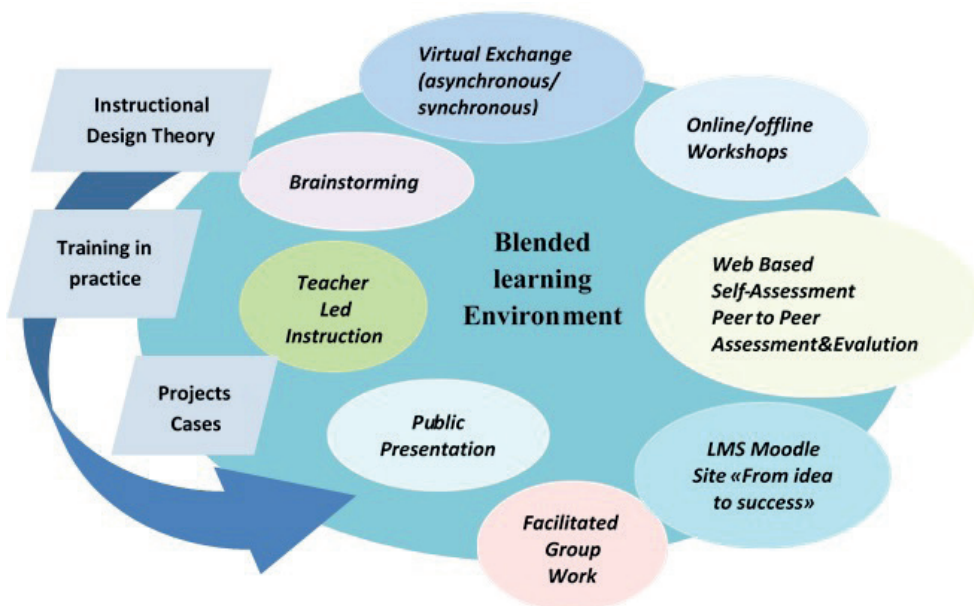 Virtual Exchange
(asynchronous/
synchronous)
Instructional
Design Theory
Online/offline
Workshops
Brainstorming
Training in
practice
Teacher
Led
Instruction
Blended
learning
Environment
Web Based
Self-Assessment
Peer to Peer
Assessment&Evalution
Projects
Cases
Public
Presentation
LMS Moodle
Site «From idea
to success»
Facilitated
Group
Work